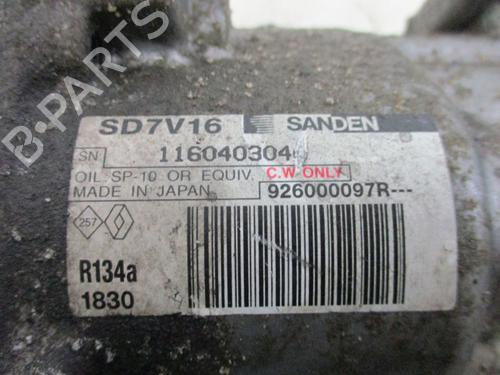 B-PARTS
SD7V16 SANDEN
SN 116040304
OIL SP-10 OR EQUIV. C.W ONLY
MADE IN JAPAN 926000097R---
257
R134a
1830